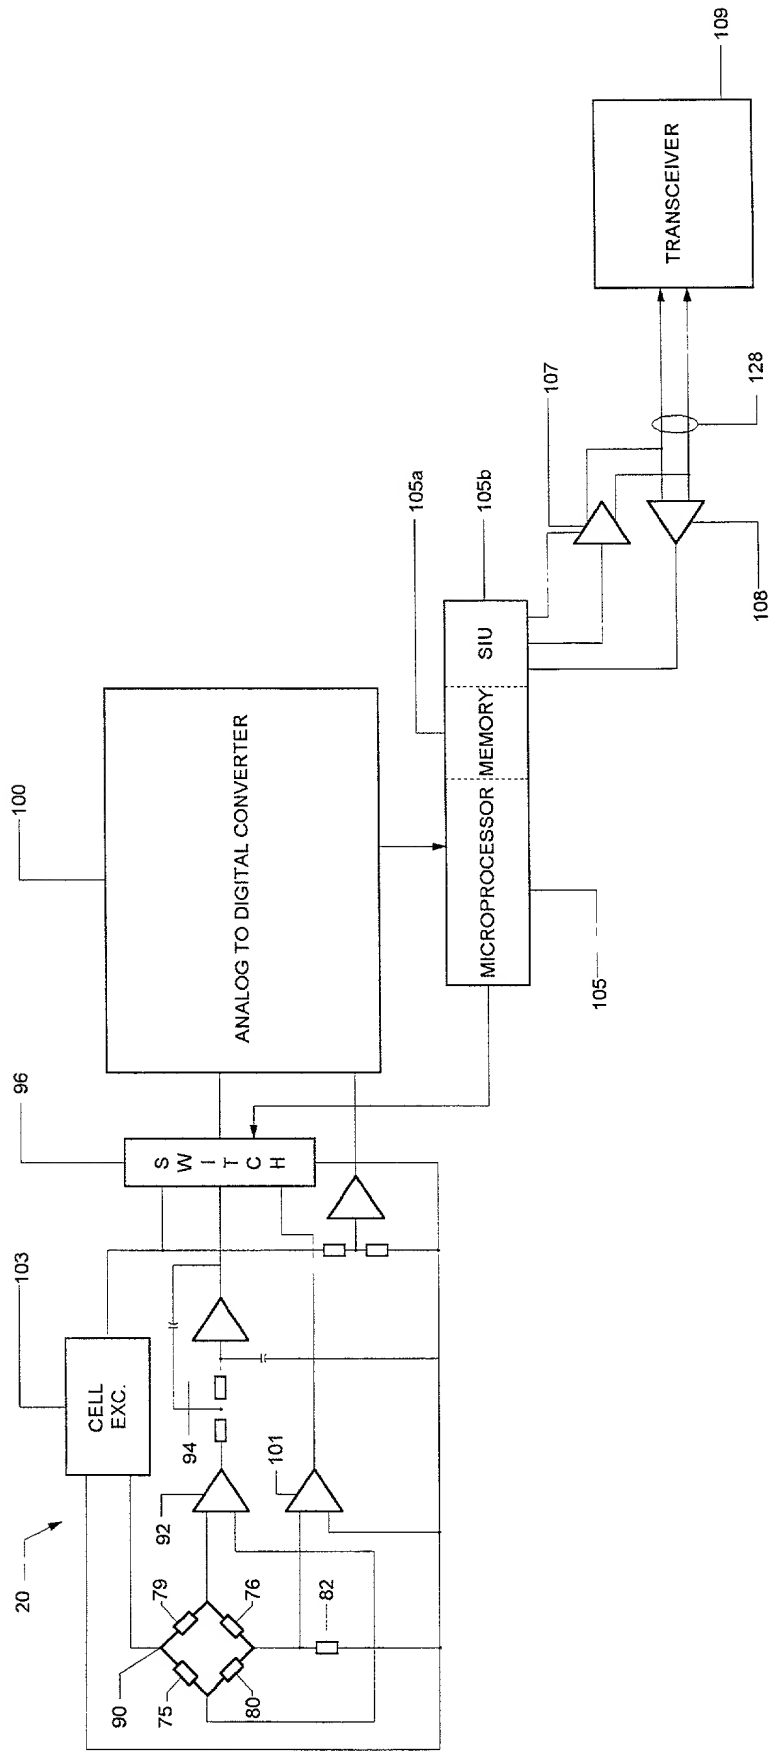 20
103
CELL
EXC.
96
SWITCH
100
ANALOG TO DIGITAL CONVERTER
79
90
75
76
80
82
92
94
101
105a
105b
MICROPROCESSOR
MEMORY
SIU
105
107
108
128
TRANSCEIVER
109